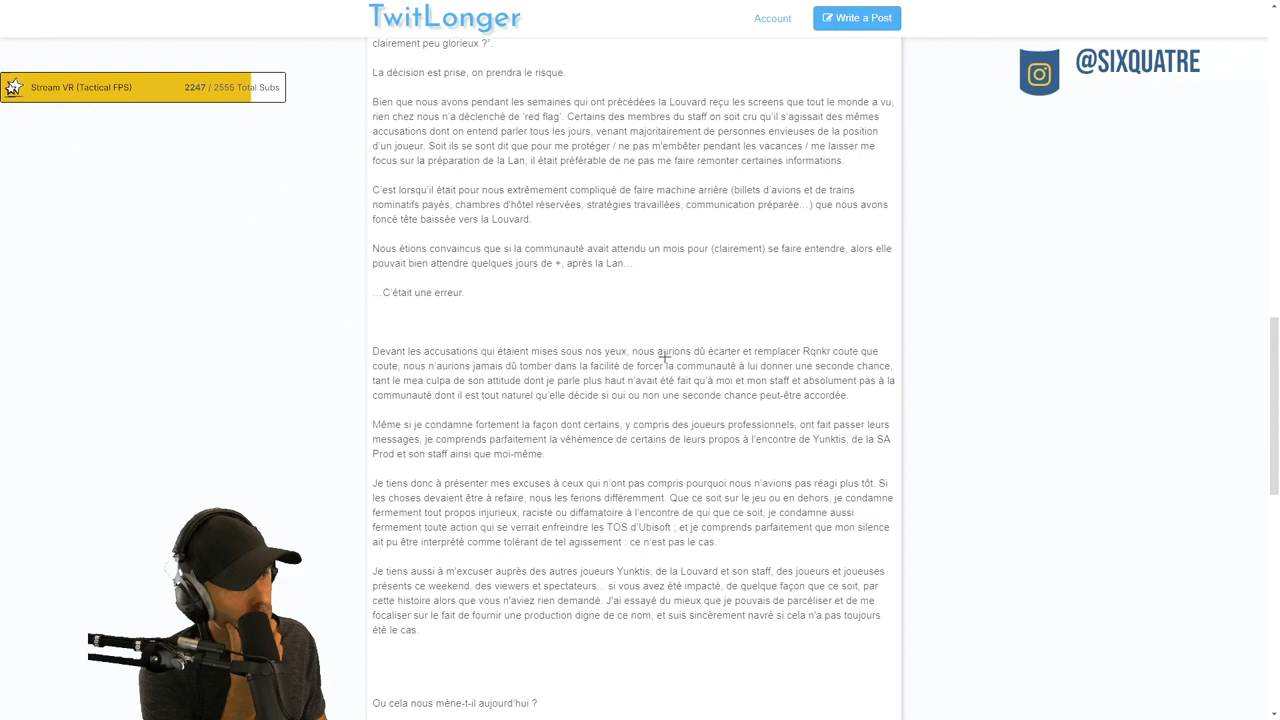 TwitLonger
Account
Write a Post
@SIXQUATRE
Stream VR (Tactical FPS)
2247 / 2555 Total Subs
clairement peu glorieux ?".
La décision est prise, on prendra le risque.
Bien que nous avons pendant les semaines qui ont précédées la Louvard reçu les screens que tout le monde a vu,
rien chez nous n'a déclenché de 'red flag'. Certains des membres du staff on soit cru qu'il s'agissait des mêmes
accusations dont on entend parler tous les jours, venant majoritairement de personnes envieuses de la position
d'un joueur. Soit ils se sont dit que pour me protéger / ne pas m'embêter pendant les vacances / me laisser me
focus sur la préparation de la Lan, il était préférable de ne pas me faire remonter certaines informations.
C'est lorsqu'il était pour nous extrêmement compliqué de faire machine arrière (billets d'avions et de trains
nominatifs payés, chambres d'hôtel réservées, stratégies travaillées, communication préparée…) que nous avons
foncé tête baissée vers la Louvard.
Nous étions convaincus que si la communauté avait attendu un mois pour (clairement) se faire entendre, alors elle
pouvait bien attendre quelques jours de +, après la Lan…
…C'était une erreur.
Devant les accusations qui étaient mises sous nos yeux, nous aurions dû écarter et remplacer Rqnkr coute que
coute, nous n'aurions jamais dû tomber dans la facilité de forcer la communauté à lui donner une seconde chance,
tant le mea culpa de son attitude dont je parle plus haut n'avait été fait qu'à moi et mon staff et absolument pas à la
communauté dont il est tout naturel qu'elle décide si oui ou non une seconde chance peut-être accordée.
Même si je condamne fortement la façon dont certains, y compris des joueurs professionnels, ont fait passer leurs
messages, je comprends parfaitement la véhémence de certains de leurs propos à l'encontre de Yunktis, de la SA
Prod et son staff ainsi que moi-même.
Je tiens donc à présenter mes excuses à ceux qui n'ont pas compris pourquoi nous n'avions pas réagi plus tôt. Si
les choses devaient être à refaire, nous les ferions différemment. Que ce soit sur le jeu ou en dehors, je condamne
fermement tout propos injurieux, raciste ou diffamatoire à l'encontre de qui que ce soit, je condamne aussi
fermement toute action qui se verrait enfreindre les TOS d'Ubisoft ; et je comprends parfaitement que mon silence
ait pu être interprété comme tolérant de tel agissement : ce n'est pas le cas.
Je tiens aussi à m'excuser auprès des autres joueurs Yunktis, de la Louvard et son staff, des joueurs et joueuses
présents ce weekend, des viewers et spectateurs... si vous avez été impacté, de quelque façon que ce soit, par
cette histoire alors que vous n'aviez rien demandé. J'ai essayé du mieux que je pouvais de parcéliser et de me
focaliser sur le fait de fournir une production digne de ce nom, et suis sincèrement navré si cela n'a pas toujours
été le cas.
Ou cela nous mène-t-il aujourd'hui ?